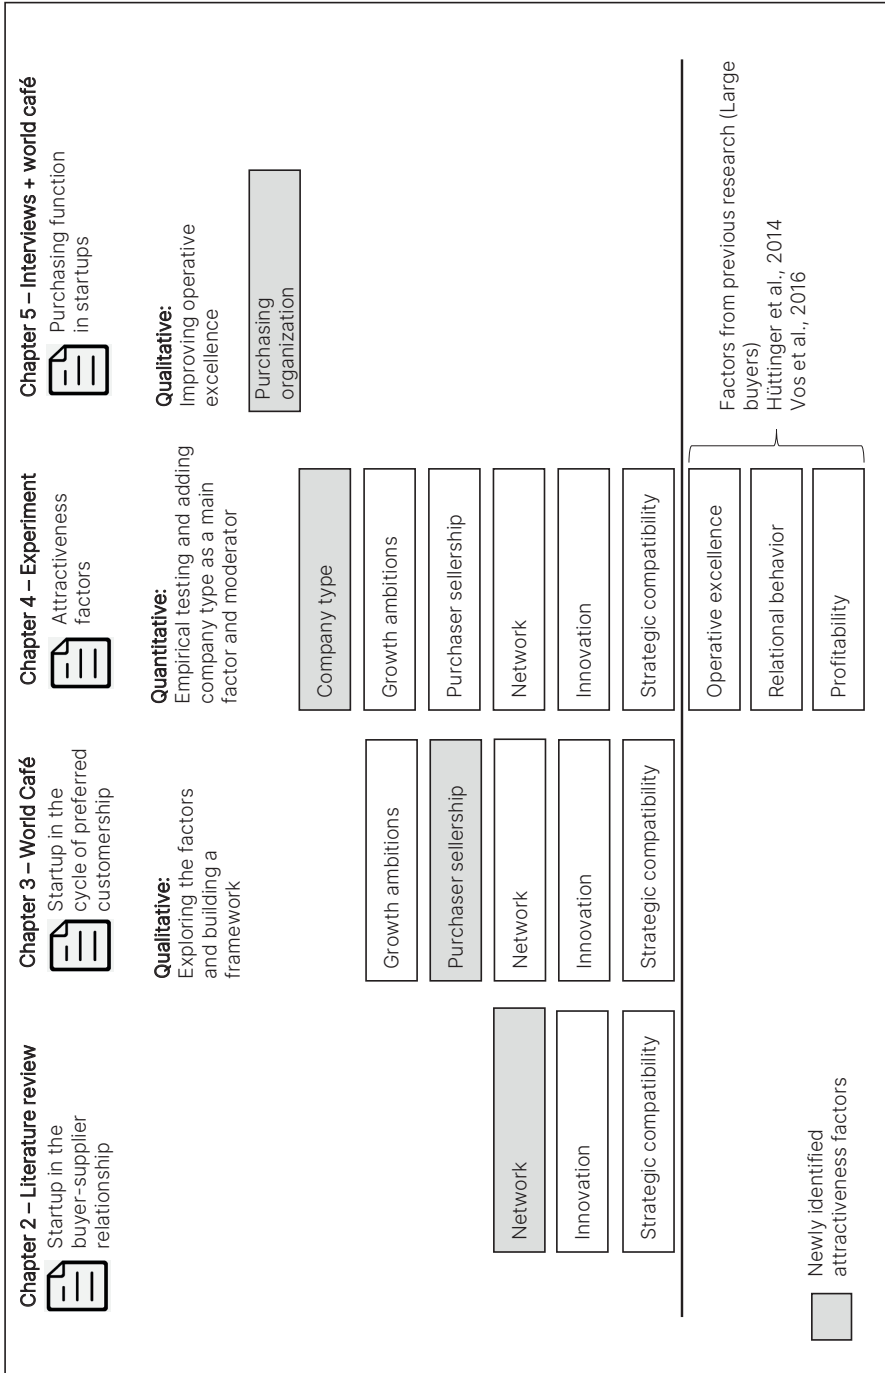 Chapter 2 – Literature review
Startup in the
buyer-supplier
relationship
Network
Innovation
Strategic compatibility
Chapter 3 – World Café
Startup in the
cycle of preferred
customership
Qualitative:
Exploring the factors
and building a
framework
Growth ambitions
Purchaser sellership
Network
Innovation
Strategic compatibility
Chapter 4 – Experiment
Attractiveness
factors
Quantitative:
Empirical testing and adding
company type as a main
factor and moderator
Company type
Growth ambitions
Purchaser sellership
Network
Innovation
Strategic compatibility
Operative excellence
Relational behavior
Profitability
Chapter 5 – Interviews + world café
Purchasing function
in startups
Qualitative:
Improving operative
excellence
Purchasing
organization
Factors from previous research (Large
buyers)
Hüttinger et al., 2014
Vos et al., 2016
Newly identified
attractiveness factors